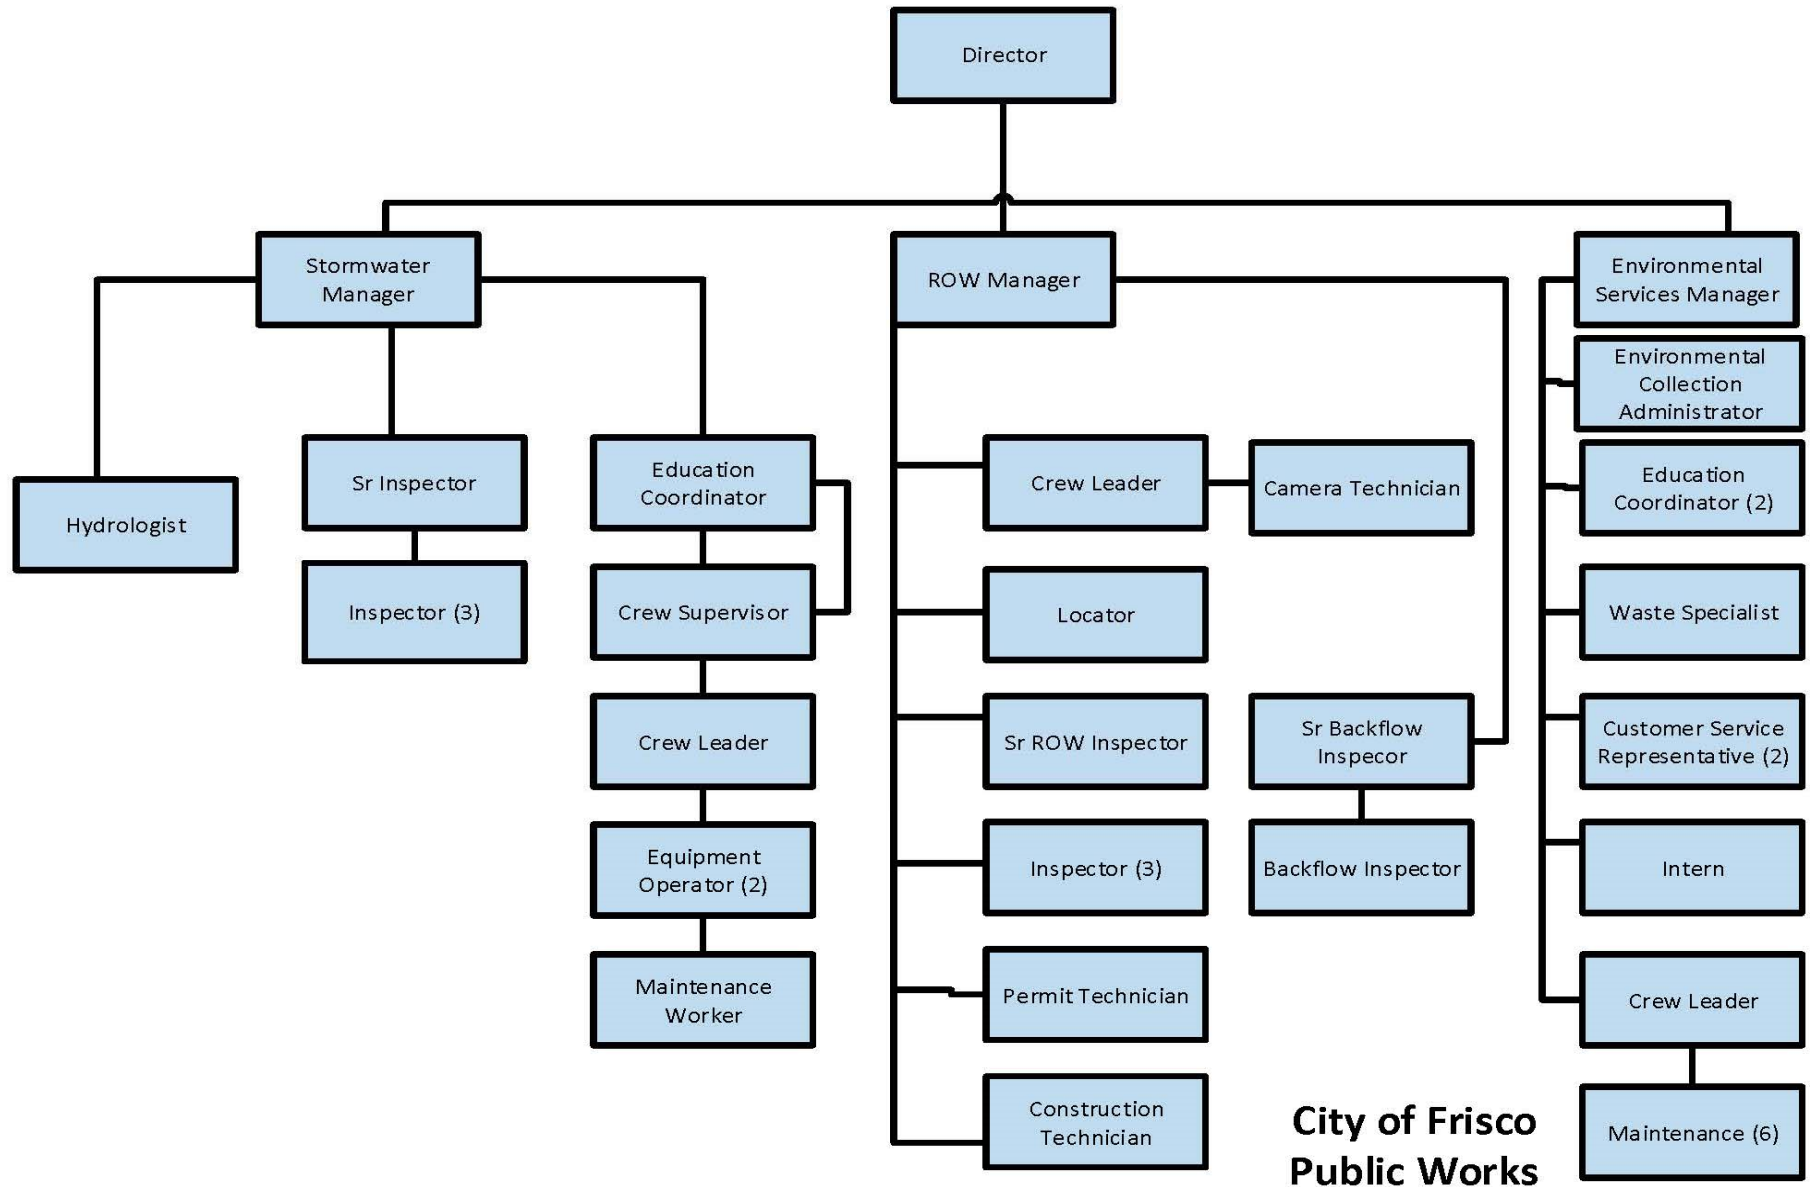 Director
Stormwater
Manager
ROW Manager
Environmental
Services Manager
Environmental
Collection
Administrator
Hydrologist
Sr Inspector
Inspector (3)
Education
Coordinator
Crew Supervisor
Crew Leader
Equipment
Operator (2)
Maintenance
Worker
Crew Leader
Camera Technician
Locator
Sr ROW Inspector
Inspector (3)
Permit Technician
Construction
Technician
Sr Backflow
Inspecor
Backflow Inspector
Education
Coordinator (2)
Waste Specialist
Customer Service
Representative (2)
Intern
Crew Leader
Maintenance (6)
City of Frisco
Public Works